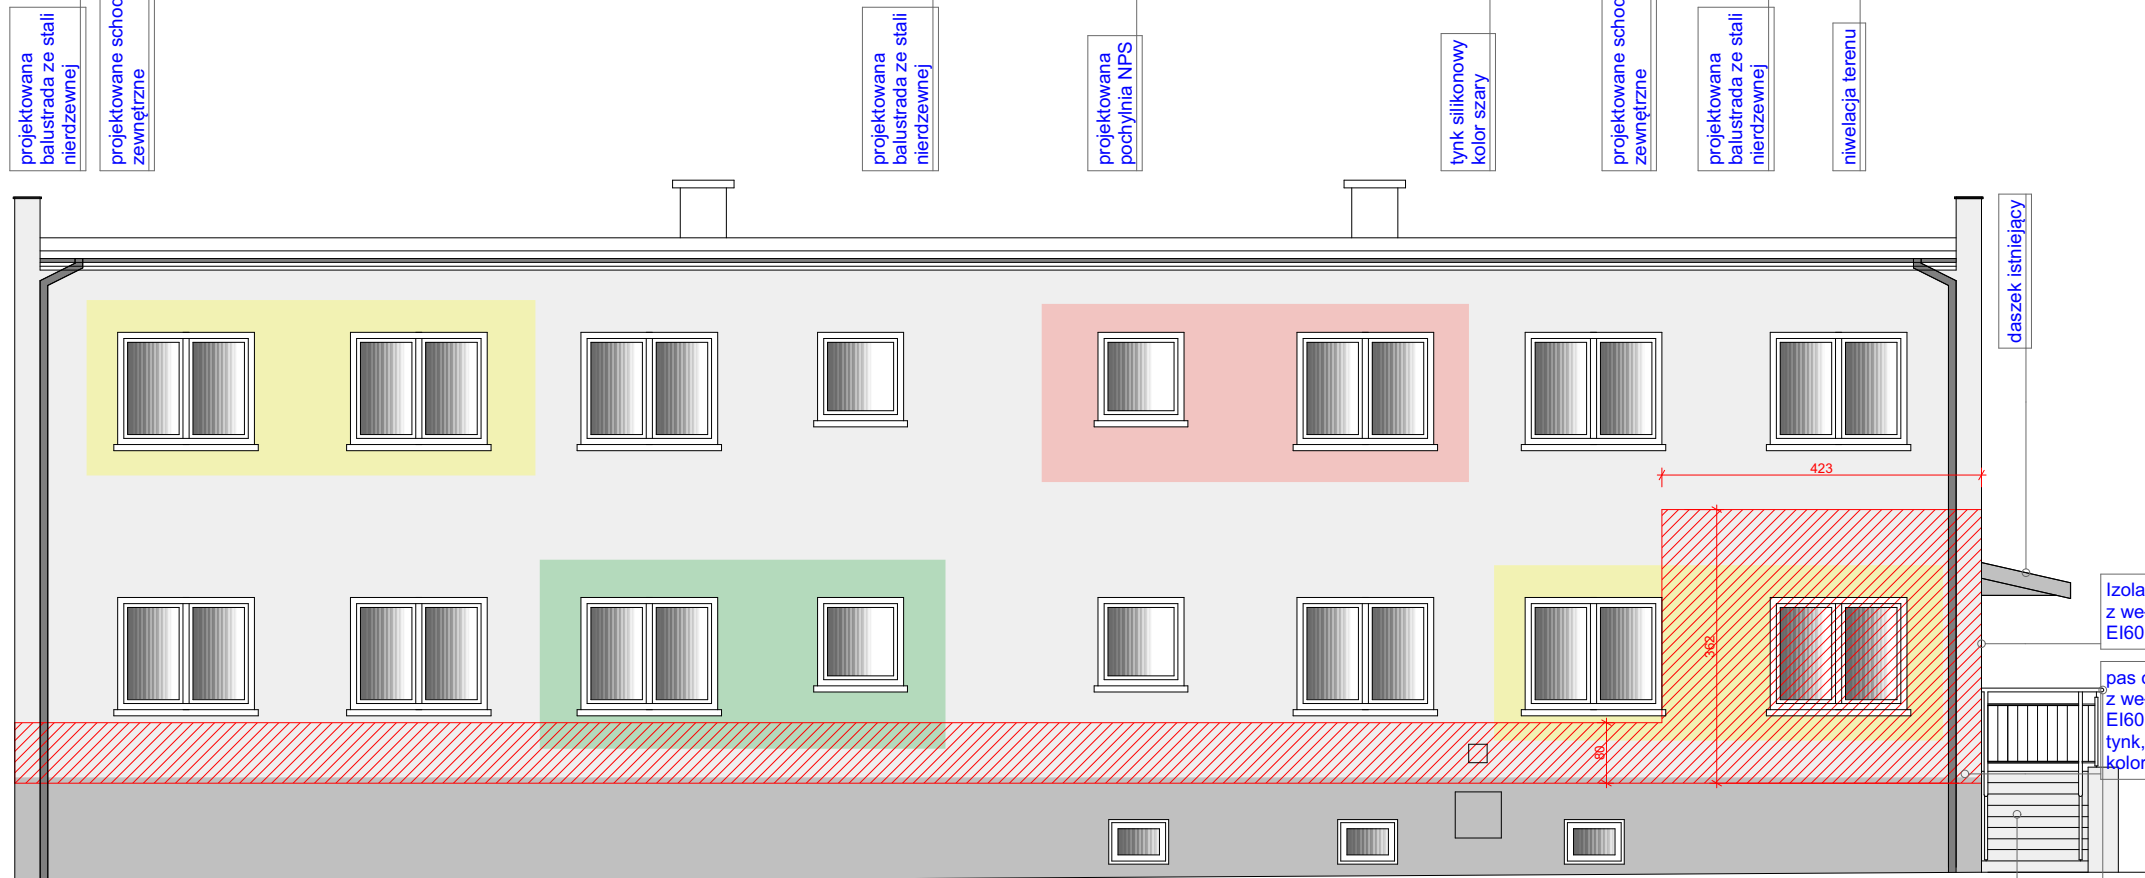 projektowana
balustrada ze stali
nierdzewnej
projektowane schod
zewnętrzne
projektowana
balustrada ze stali
nierdzewnej
projektowana
pochylnia NPS
tynk silikonowy
kolor szary
projektowane schod
zewnętrzne
projektowana
balustrada ze stali
nierdzewnej
niwelacja terenu
daszek istniejący
423
362
80
Izola
z we
EI60
pas o
z we
EI60
tynk,
kolor